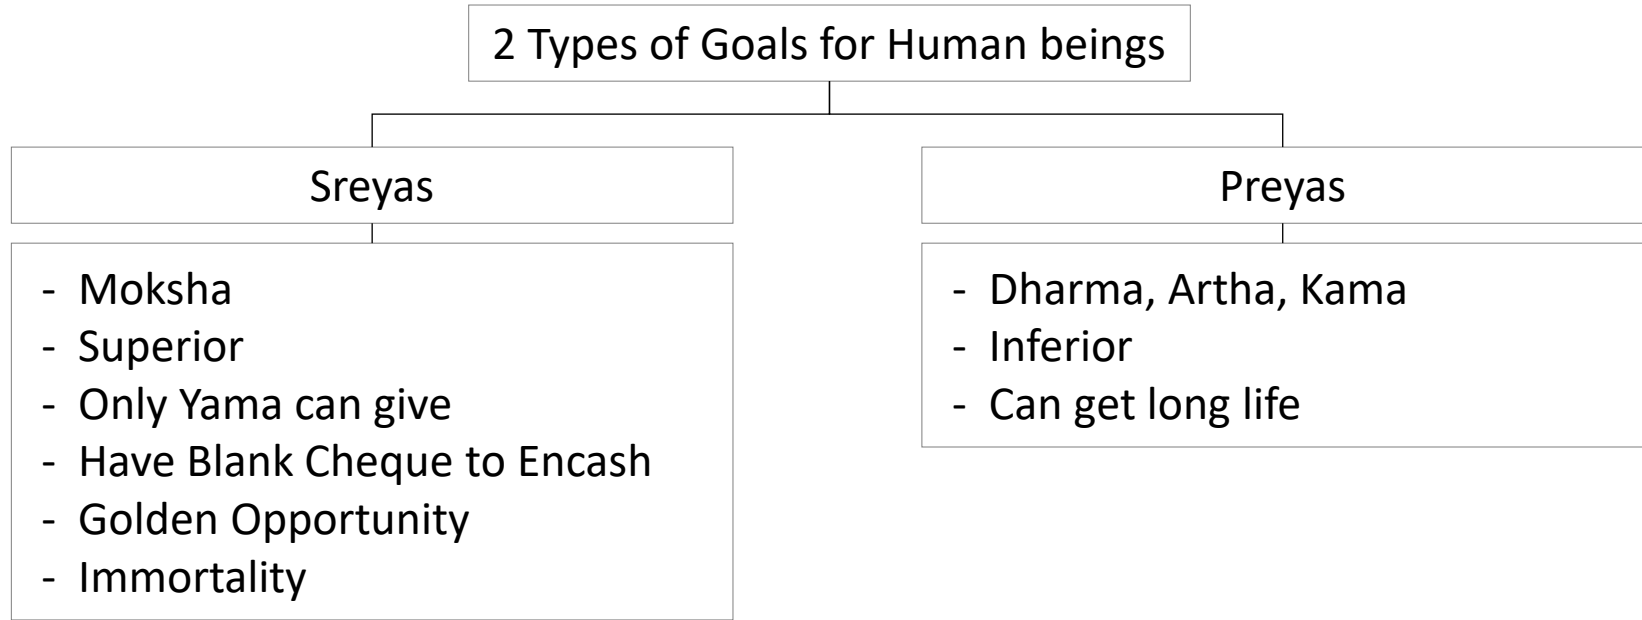 2 Types of Goals for Human beings
Sreyas
- Moksha
- Superior
- Only Yama can give
- Have Blank Cheque to Encash
- Golden Opportunity
- Immortality
Preyas
- Dharma, Artha, Kama
- Inferior
- Can get long life